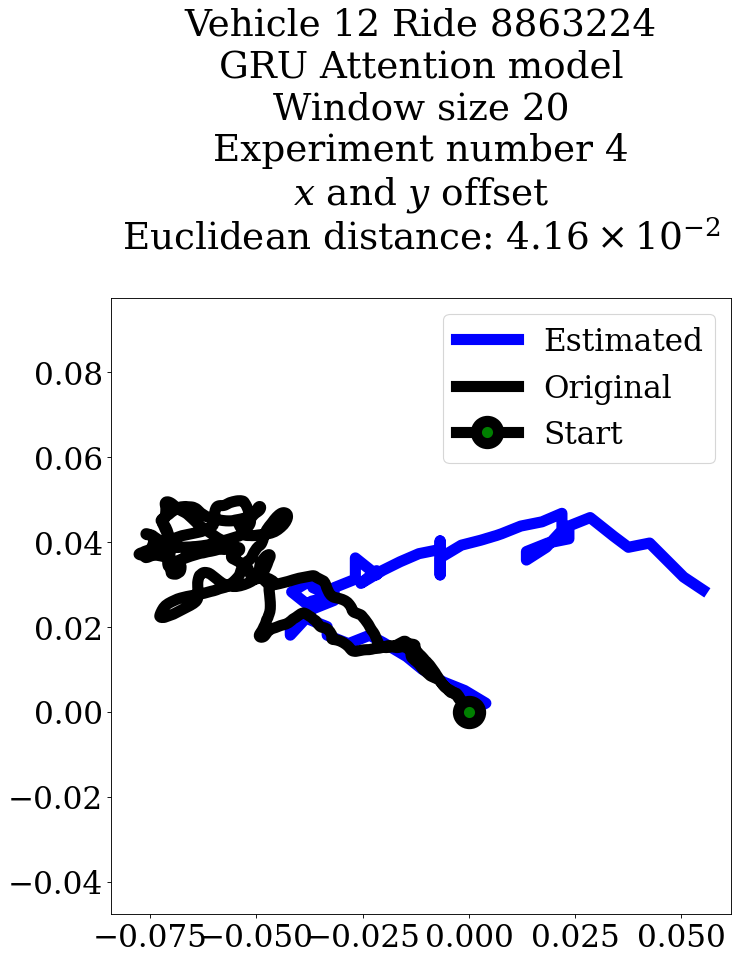 Vehicle 12 Ride 8863224
GRU Attention model
Window size 20
Experiment number 4
x and y offset
Euclidean distance: 4.16 × 10⁻²
Estimated
Original
Start
0.08
0.06
0.04
0.02
0.00
−0.02
−0.04
−0.075 −0.050 −0.025 0.000 0.025 0.050